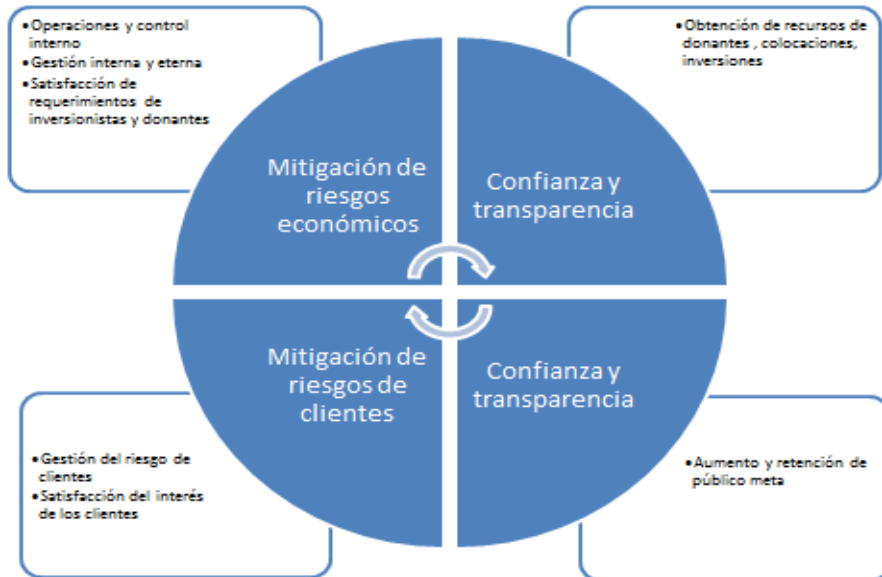 •Operaciones y control
interno
•Gestión interna y eterna
•Satisfacción de
requerimientos de
inversionistas y donantes
•Obtención de recursos de
donantes , colocaciones,
inversiones
Mitigación de
riesgos
económicos
Confianza y
transparencia
Mitigación de
riesgos de
clientes
Confianza y
transparencia
•Gestión del riesgo de
clientes
•Satisfacción del interés
de los clientes
•Aumento y retención de
público meta